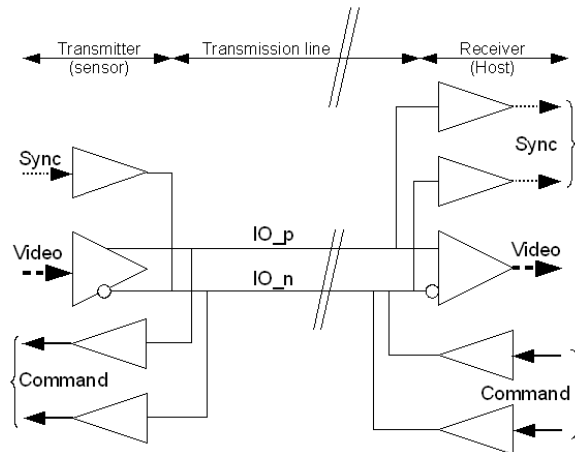 Transmitter
(sensor)
Transmission line
Receiver
(Host)
Sync
Sync
Video
IO_p
Video
IO_n
Command
Command